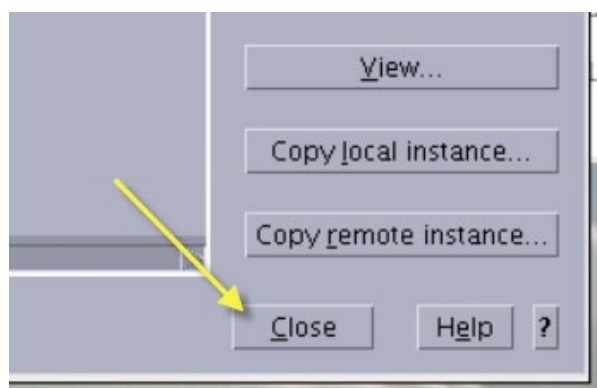 View...
Copy local instance...
Copy remote instance...
Close Help ?